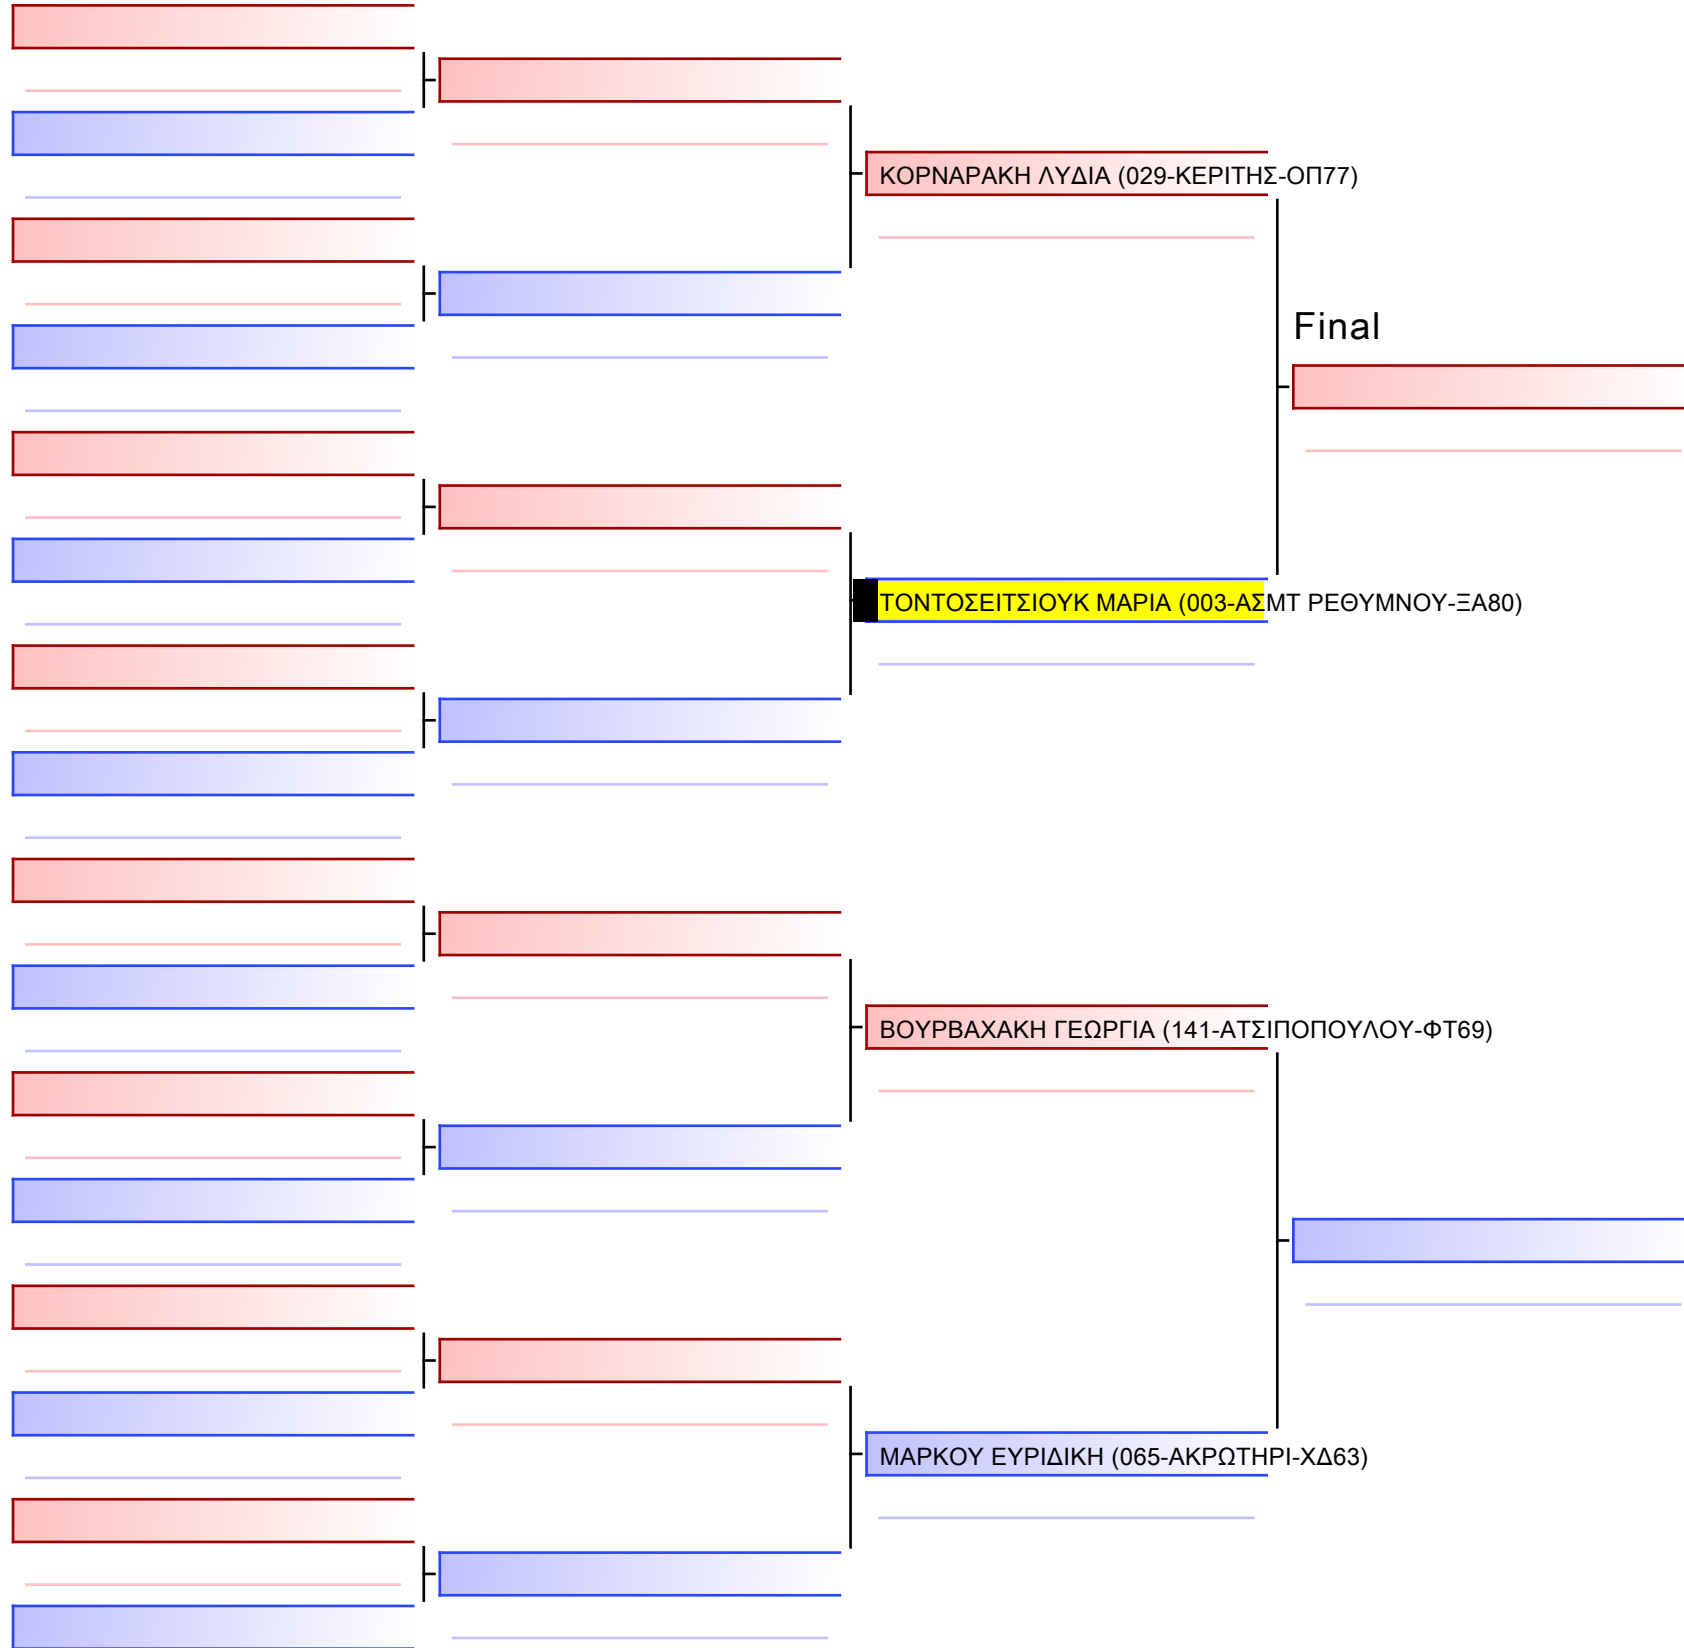 ΚΟΡΝΑΡΑΚΗ ΛΥΔΙΑ (029-ΚΕΡΙΤΗΣ-ΟΠ77)
Final
ΤΟΝΤΟΣΕΙΤΣΙΟΥΚ ΜΑΡΙΑ (003-ΑΣΜΤ ΡΕΘΥΜΝΟΥ-ΞΑ80)
ΒΟΥΡΒΑΧΑΚΗ ΓΕΩΡΓΙΑ (141-ΑΤΣΙΠΟΠΟΥΛΟΥ-ΦΤ69)
ΜΑΡΚΟΥ ΕΥΡΙΔΙΚΗ (065-ΑΚΡΩΤΗΡΙ-ΧΔ63)